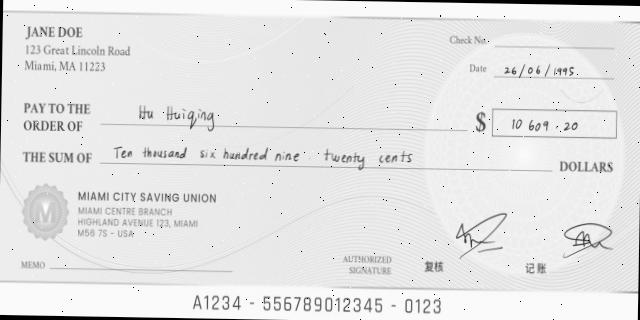 JANE DOE
123 Great Lincoln Road
Miami, MA 11223
Check No.
Date 26/06/1995.
PAY TO THE
ORDER OF Hu Huiqing $ 10 609.20
THE SUM OF Ten thousand six hundred nine twenty cents DOLLARS
MIAMI CITY SAVING UNION
MIAMI CENTRE BRANCH
HIGHLAND AVENUE 123, MIAMI
M56 7S - USA
M
MEMO
AUTHORIZED
SIGNATURE
复核
记账
A1234 - 556789012345 - 0123